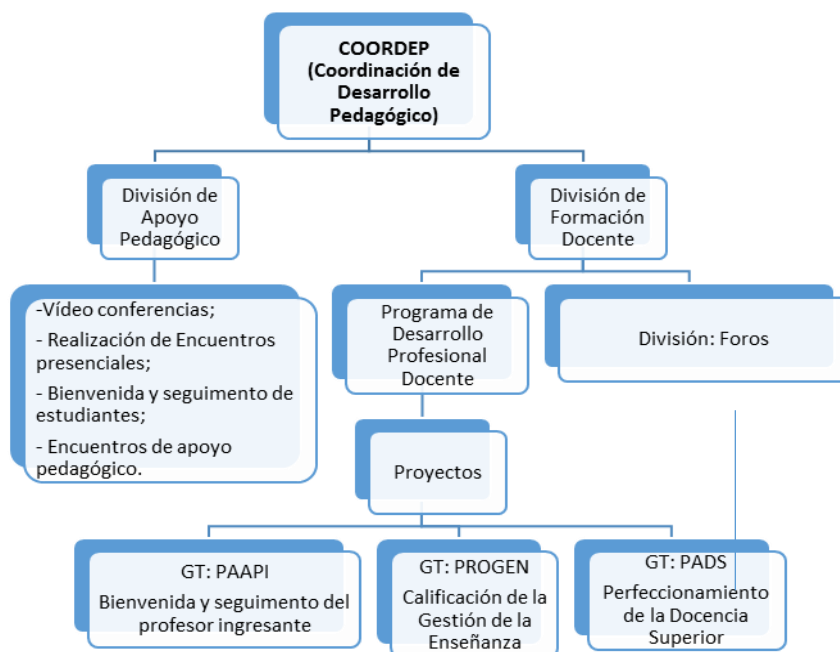 COORDEP
(Coordinación de
Desarrollo
Pedagógico)
División de
Apoyo
Pedagógico
División de
Formación
Docente
-Vídeo conferencias;
- Realización de Encuentros
presenciales;
- Bienvenida y seguimento de
estudiantes;
- Encuentros de apoyo
pedagógico.
Programa de
Desarrollo
Profesional
Docente
División: Foros
Proyectos
GT: PAAPI
Bienvenida y seguimento del
profesor ingresante
GT: PROGEN
Calificación de la
Gestión de la
Enseñanza
GT: PADS
Perfeccionamiento
de la Docencia
Superior